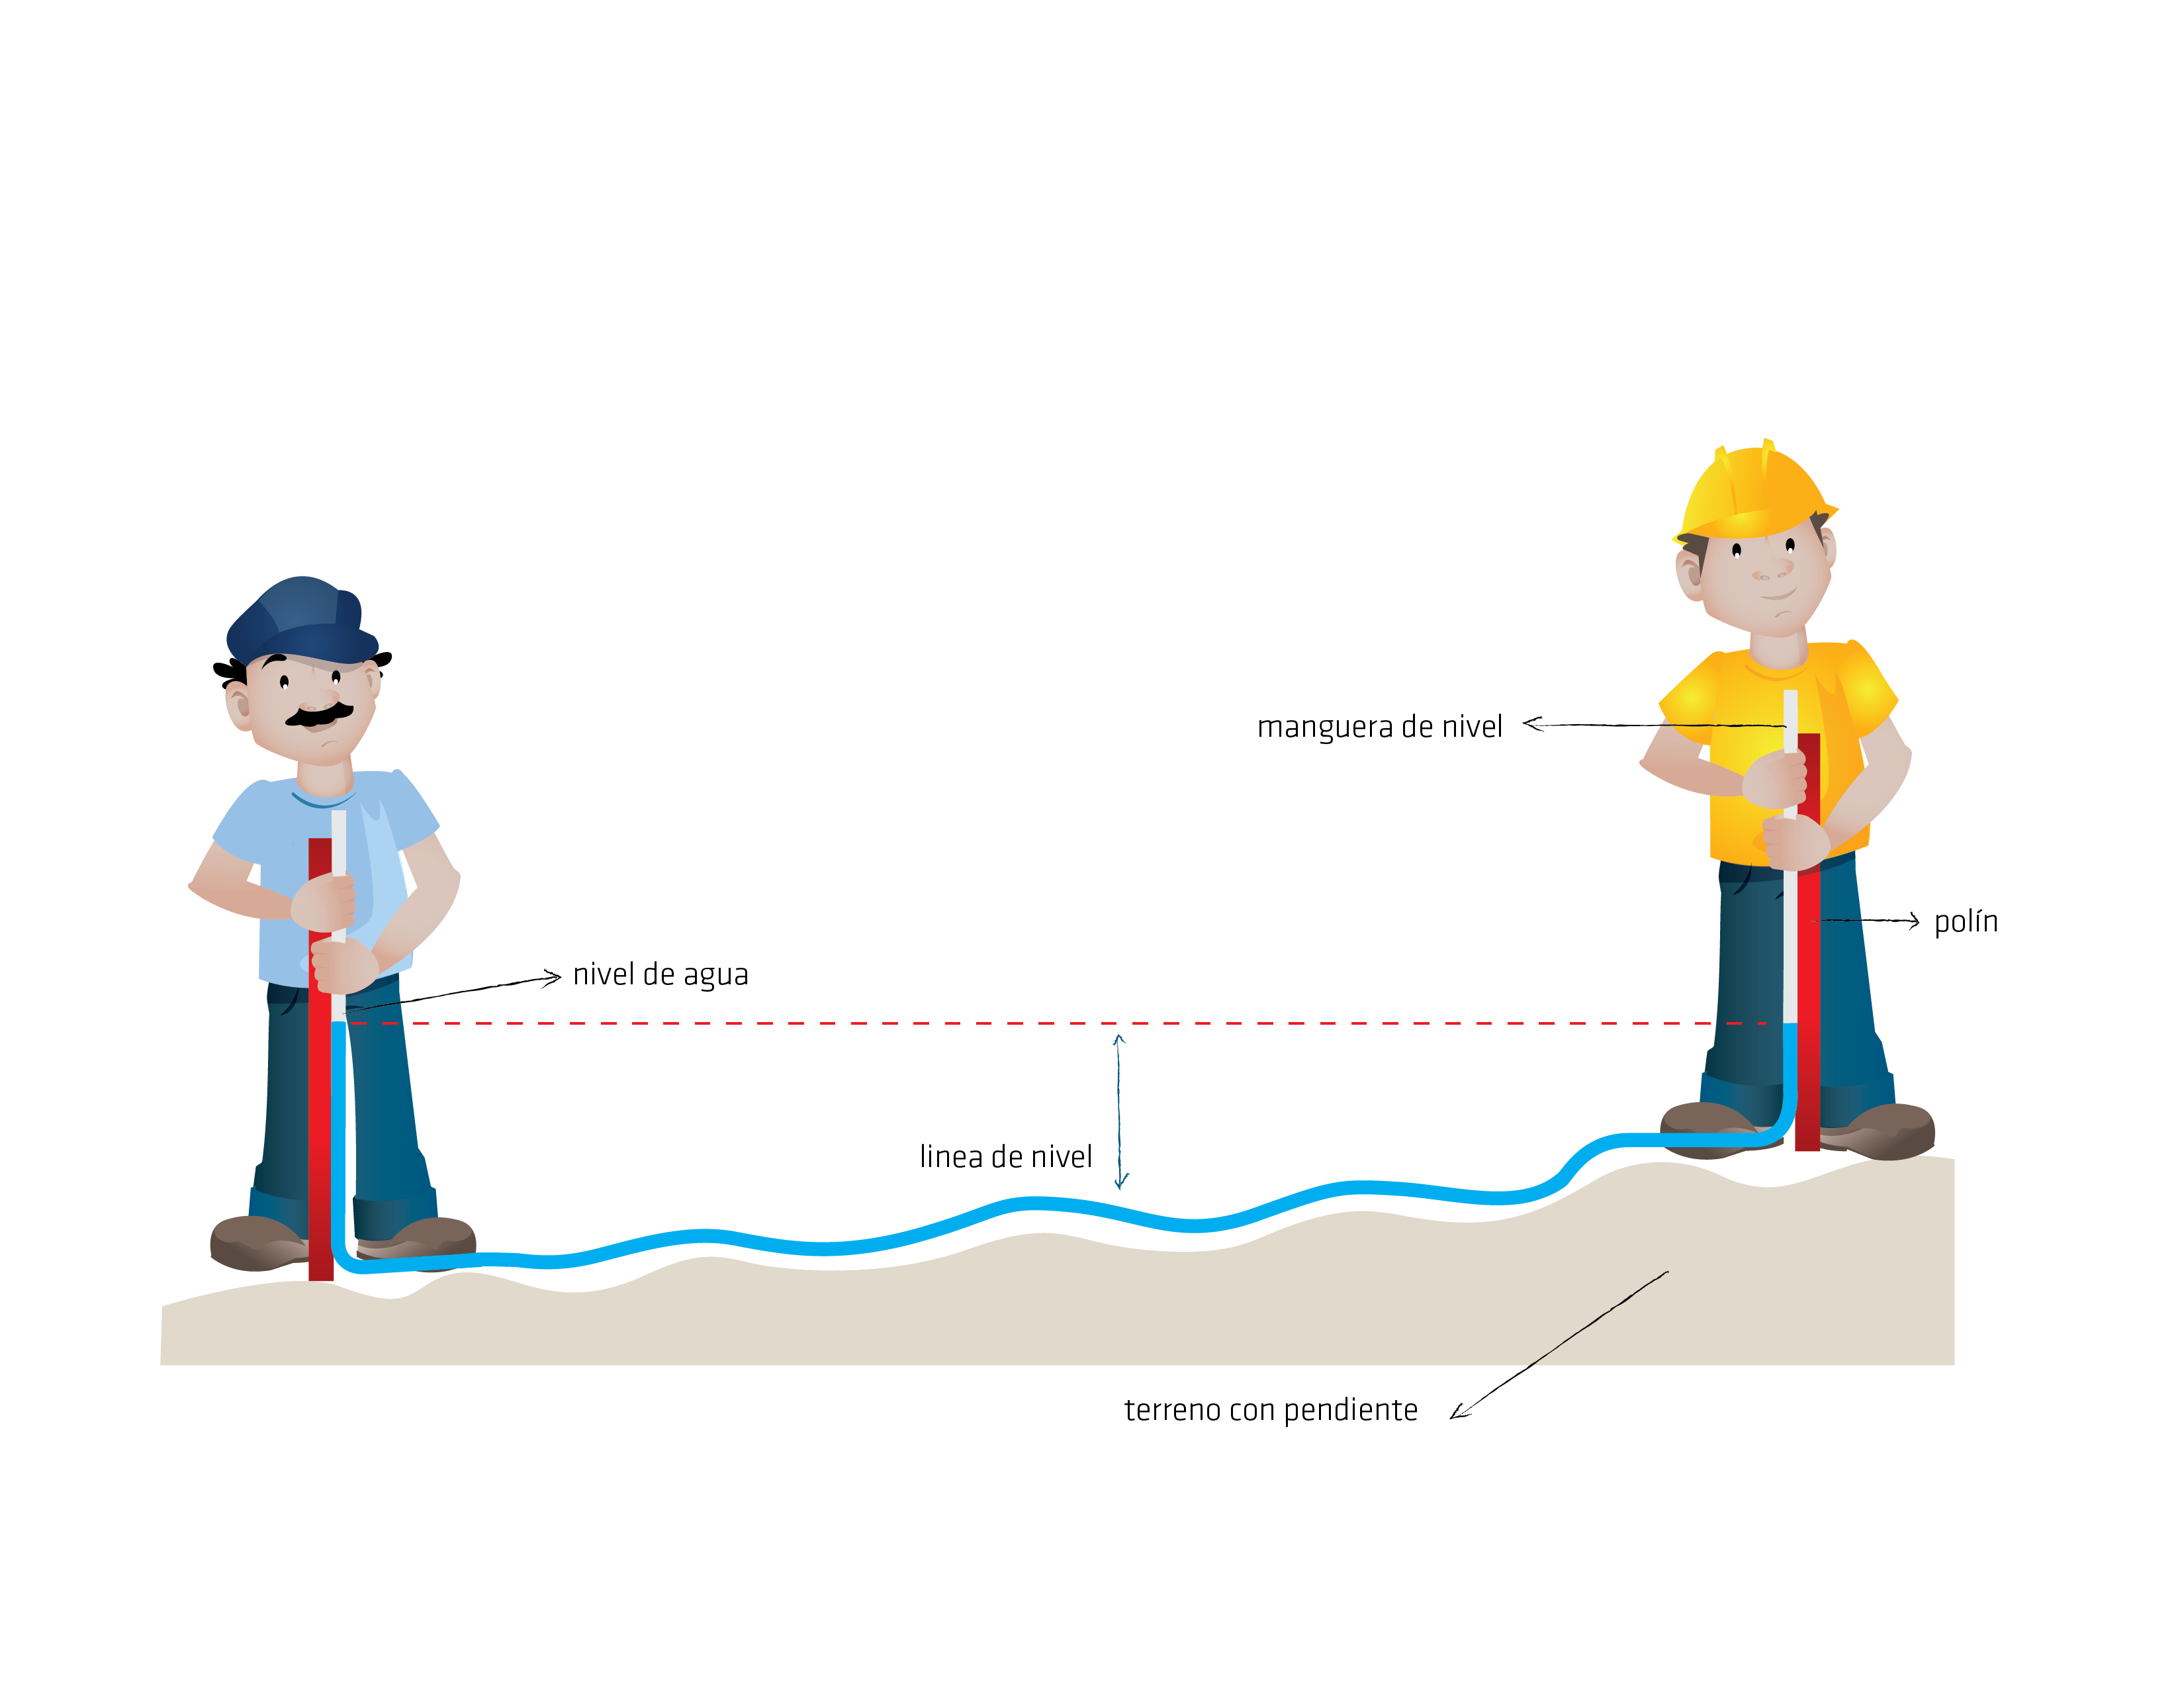 manguera de nivel
polín
nivel de agua
linea de nivel
terreno con pendiente